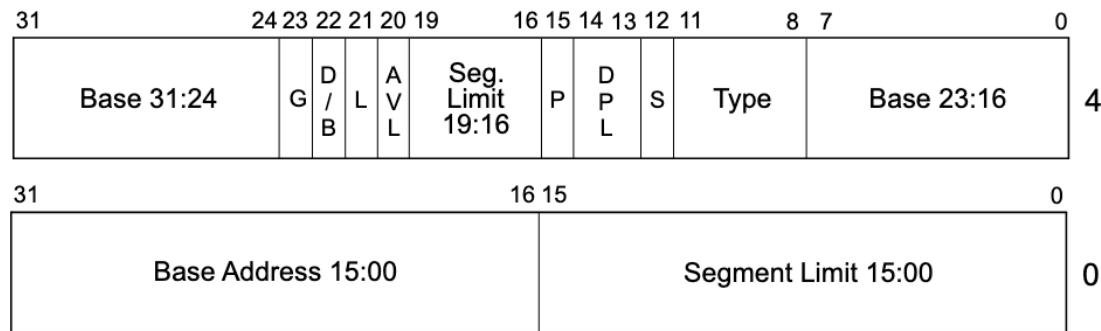 31 24 23 22 21 20 19 16 15 14 13 12 11 8 7 0
Base 31:24 G D/B L AVL Seg. Limit 19:16 P DPL S Type Base 23:16 4
31 16 15 0
Base Address 15:00 Segment Limit 15:00 0